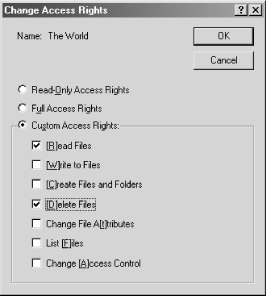 Change Access Rights
Name: The World
OK
Cancel
Read-Only Access Rights
Full Access Rights
Custom Access Rights:
[R]ead Files
[W]rite to Files
[C]reate Files and Folders
[D]elete Files
Change File A[t]tributes
List [F]iles
Change [A]ccess Control